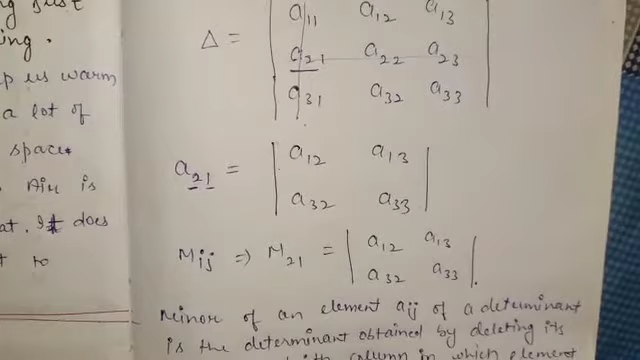 ing.
p us warm
a lot of
space.
Air is
at. It does
t to
a11 a12 a13
Δ = a21 a22 a23
a31 a32 a33
a21 = | a12 a13 |
| a32 a33 |
Mij => M21 = | a12 a13 |
| a32 a33 |.
Minor of an element aij of a determinant
is the determinant obtained by deleting its
column in which element